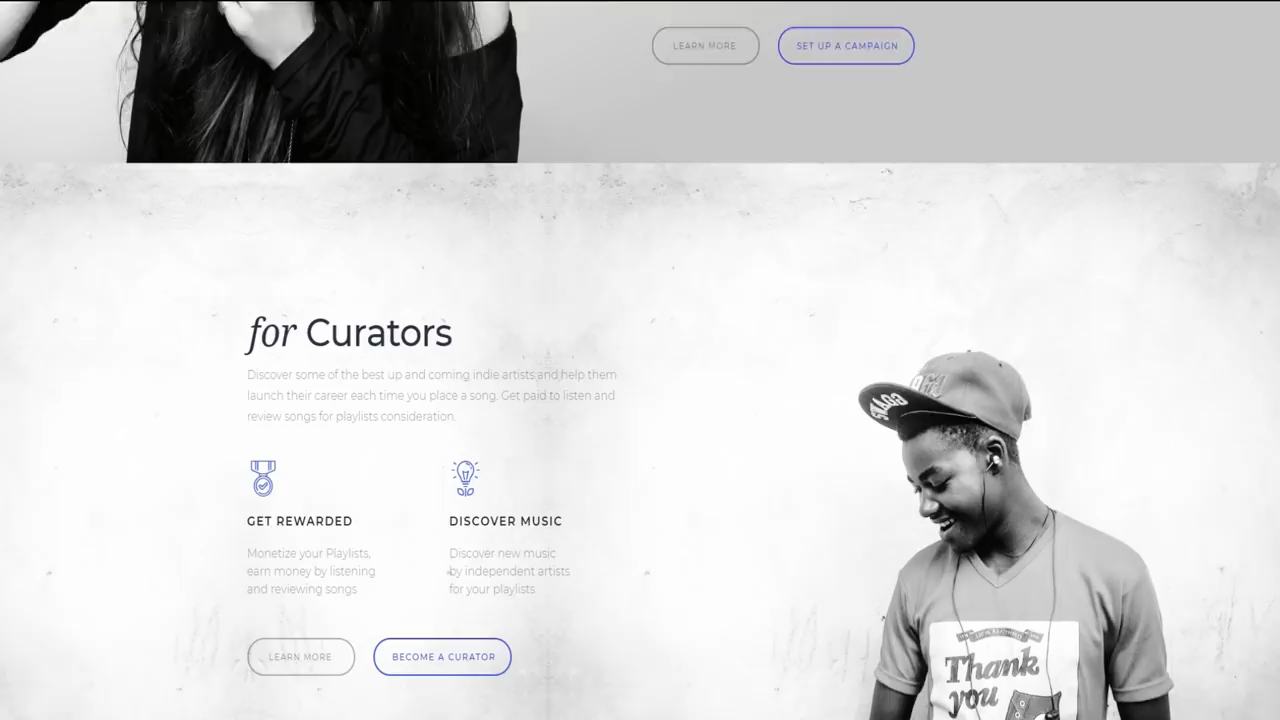 LEARN MORE
SET UP A CAMPAIGN
for Curators
Discover some of the best up and coming indie artists and help them
launch their career each time you place a song. Get paid to listen and
review songs for playlists consideration.
GET REWARDED
Monetize your Playlists,
earn money by listening
and reviewing songs
DISCOVER MUSIC
Discover new music
by independent artists
for your playlists
LEARN MORE
BECOME A CURATOR
SWAGG
Thank
you